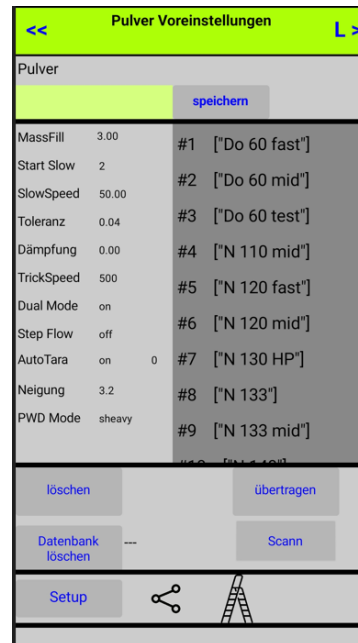 <<
Pulver Voreinstellungen
L >
Pulver
speichern
MassFill 3.00
Start Slow 2
SlowSpeed 50.00
Toleranz 0.04
Dämpfung 0.00
TrickSpeed 500
Dual Mode on
Step Flow off
AutoTara on 0
Neigung 3.2
PWD Mode sheavy
#1 ["Do 60 fast"]
#2 ["Do 60 mid"]
#3 ["Do 60 test"]
#4 ["N 110 mid"]
#5 ["N 120 fast"]
#6 ["N 120 mid"]
#7 ["N 130 HP"]
#8 ["N 133"]
#9 ["N 133 mid"]
löschen
übertragen
Datenbank
löschen
---
Scann
Setup